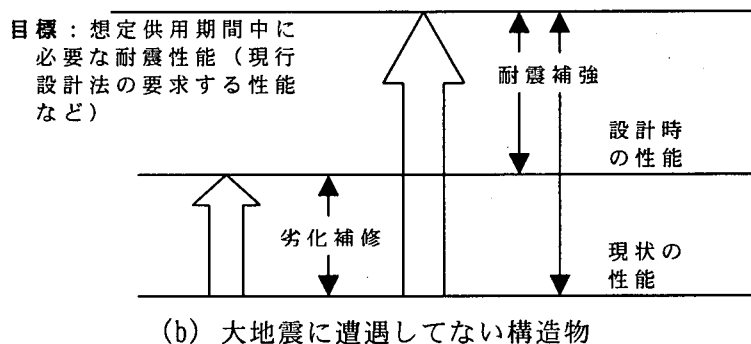 目標：想定供用期間中に
必要な耐震性能（現行
設計法の要求する性能
など）
耐震補強
設計時
の性能
劣化補修
現状の
性能
(b) 大地震に遭遇してない構造物